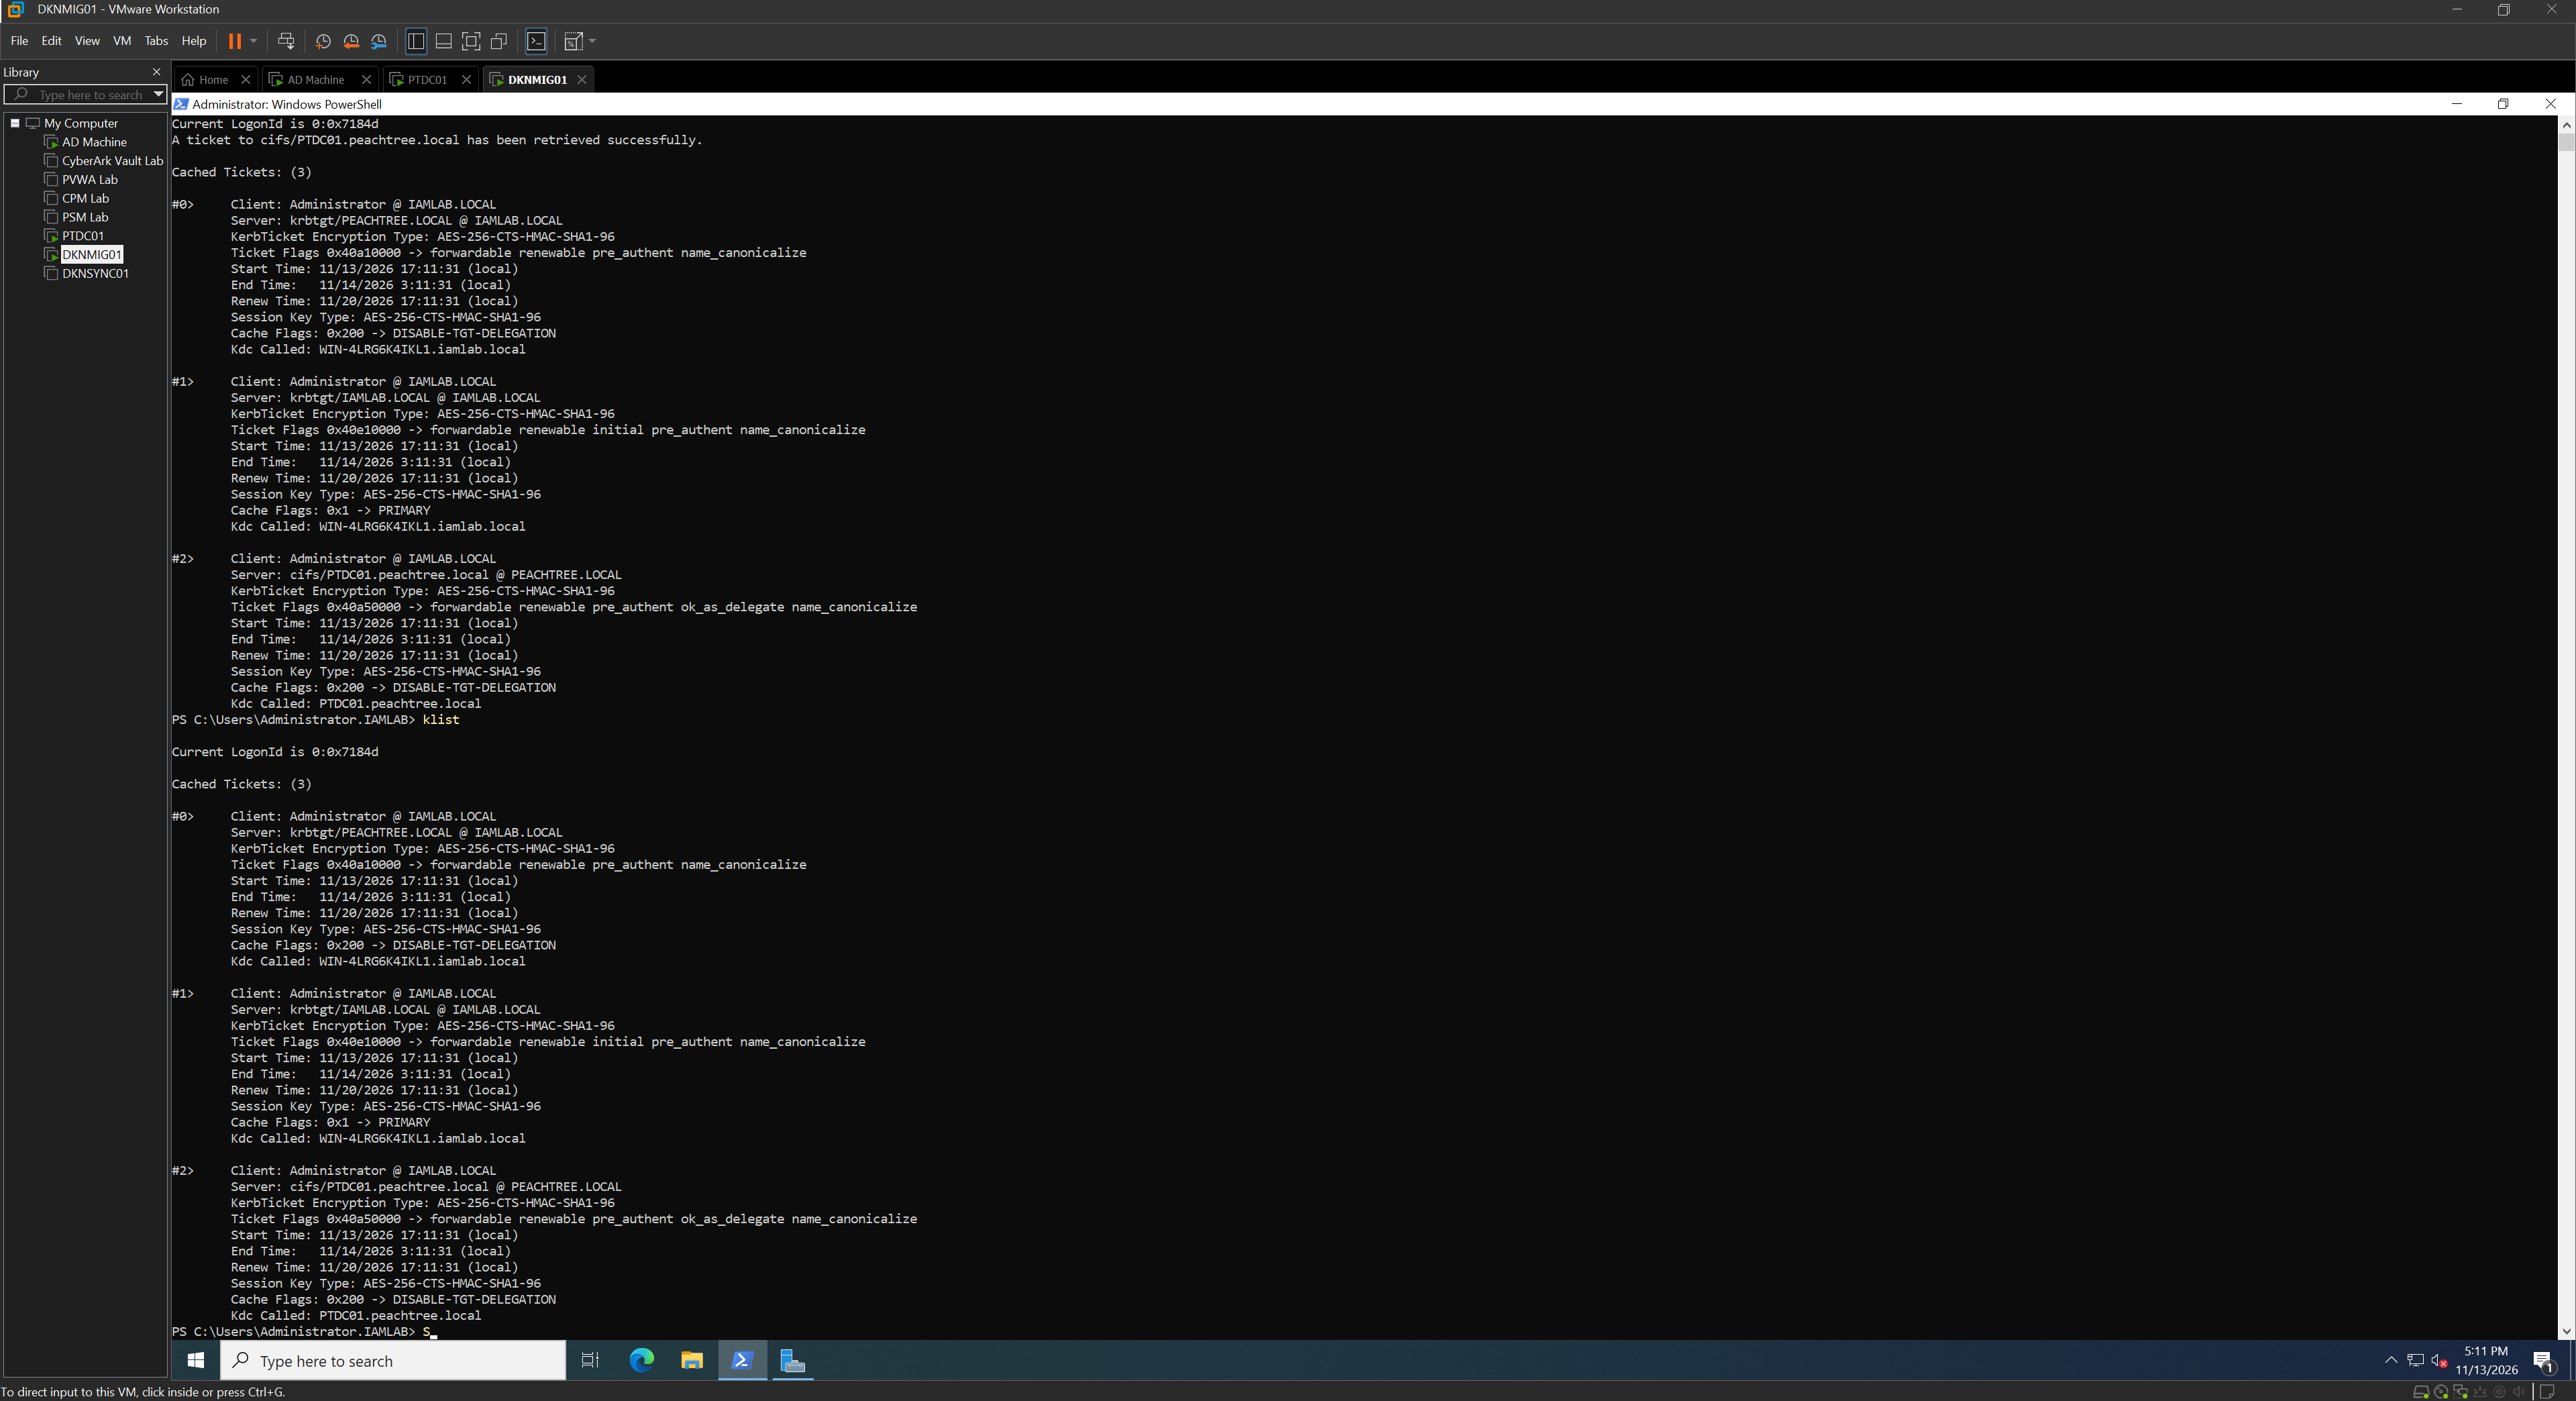 DKNMIG01 - VMware Workstation
File Edit View VM Tabs Help
Library
Type here to search
Home AD Machine PTDC01 DKNMIG01
My Computer
AD Machine
CyberArk Vault Lab
PVWA Lab
CPM Lab
PSM Lab
PTDC01
DKNMIG01
DKNSYNC01
Administrator: Windows PowerShell
Current LogonId is 0:0x7184d
A ticket to cifs/PTDC01.peachtree.local has been retrieved successfully.
Cached Tickets: (3)
#0> Client: Administrator @ IAMLAB.LOCAL
Server: krbtgt/PEACHTREE.LOCAL @ IAMLAB.LOCAL
KerbTicket Encryption Type: AES-256-CTS-HMAC-SHA1-96
Ticket Flags 0x40a10000 -> forwardable renewable pre_authent name_canonicalize
Start Time: 11/13/2026 17:11:31 (local)
End Time: 11/14/2026 3:11:31 (local)
Renew Time: 11/20/2026 17:11:31 (local)
Session Key Type: AES-256-CTS-HMAC-SHA1-96
Cache Flags: 0x200 -> DISABLE-TGT-DELEGATION
Kdc Called: WIN-4LRG6K4IKL1.iamlab.local
#1> Client: Administrator @ IAMLAB.LOCAL
Server: krbtgt/IAMLAB.LOCAL @ IAMLAB.LOCAL
KerbTicket Encryption Type: AES-256-CTS-HMAC-SHA1-96
Ticket Flags 0x40e10000 -> forwardable renewable initial pre_authent name_canonicalize
Start Time: 11/13/2026 17:11:31 (local)
End Time: 11/14/2026 3:11:31 (local)
Renew Time: 11/20/2026 17:11:31 (local)
Session Key Type: AES-256-CTS-HMAC-SHA1-96
Cache Flags: 0x1 -> PRIMARY
Kdc Called: WIN-4LRG6K4IKL1.iamlab.local
#2> Client: Administrator @ IAMLAB.LOCAL
Server: cifs/PTDC01.peachtree.local @ PEACHTREE.LOCAL
KerbTicket Encryption Type: AES-256-CTS-HMAC-SHA1-96
Ticket Flags 0x40a50000 -> forwardable renewable pre_authent ok_as_delegate name_canonicalize
Start Time: 11/13/2026 17:11:31 (local)
End Time: 11/14/2026 3:11:31 (local)
Renew Time: 11/20/2026 17:11:31 (local)
Session Key Type: AES-256-CTS-HMAC-SHA1-96
Cache Flags: 0x200 -> DISABLE-TGT-DELEGATION
Kdc Called: PTDC01.peachtree.local
PS C:\Users\Administrator.IAMLAB> klist
Current LogonId is 0:0x7184d
Cached Tickets: (3)
#0> Client: Administrator @ IAMLAB.LOCAL
Server: krbtgt/PEACHTREE.LOCAL @ IAMLAB.LOCAL
KerbTicket Encryption Type: AES-256-CTS-HMAC-SHA1-96
Ticket Flags 0x40a10000 -> forwardable renewable pre_authent name_canonicalize
Start Time: 11/13/2026 17:11:31 (local)
End Time: 11/14/2026 3:11:31 (local)
Renew Time: 11/20/2026 17:11:31 (local)
Session Key Type: AES-256-CTS-HMAC-SHA1-96
Cache Flags: 0x200 -> DISABLE-TGT-DELEGATION
Kdc Called: WIN-4LRG6K4IKL1.iamlab.local
#1> Client: Administrator @ IAMLAB.LOCAL
Server: krbtgt/IAMLAB.LOCAL @ IAMLAB.LOCAL
KerbTicket Encryption Type: AES-256-CTS-HMAC-SHA1-96
Ticket Flags 0x40e10000 -> forwardable renewable initial pre_authent name_canonicalize
Start Time: 11/13/2026 17:11:31 (local)
End Time: 11/14/2026 3:11:31 (local)
Renew Time: 11/20/2026 17:11:31 (local)
Session Key Type: AES-256-CTS-HMAC-SHA1-96
Cache Flags: 0x1 -> PRIMARY
Kdc Called: WIN-4LRG6K4IKL1.iamlab.local
#2> Client: Administrator @ IAMLAB.LOCAL
Server: cifs/PTDC01.peachtree.local @ PEACHTREE.LOCAL
KerbTicket Encryption Type: AES-256-CTS-HMAC-SHA1-96
Ticket Flags 0x40a50000 -> forwardable renewable pre_authent ok_as_delegate name_canonicalize
Start Time: 11/13/2026 17:11:31 (local)
End Time: 11/14/2026 3:11:31 (local)
Renew Time: 11/20/2026 17:11:31 (local)
Session Key Type: AES-256-CTS-HMAC-SHA1-96
Cache Flags: 0x200 -> DISABLE-TGT-DELEGATION
Kdc Called: PTDC01.peachtree.local
PS C:\Users\Administrator.IAMLAB> S_
Type here to search
5:11 PM
11/13/2026
1
To direct input to this VM, click inside or press Ctrl+G.